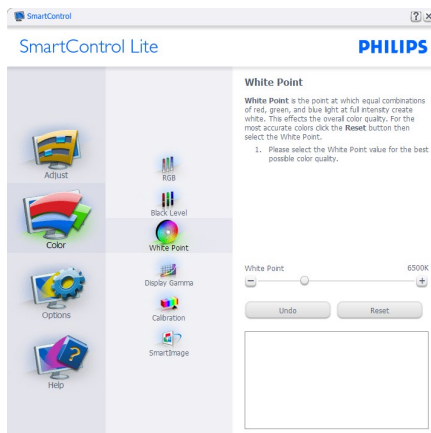 SmartControl
SmartControl Lite
PHILIPS
Adjust
Color
Options
Help
RGB
Black Level
White Point
Display Gamma
Calibration
SmartImage
White Point
White Point is the point at which equal combinations
of red, green, and blue light at full intensity create
white. This effects the overall color quality. For the
most accurate colors click the Reset button then
select the White Point.
1. Please select the White Point value for the best
possible color quality.
White Point 6500K
Undo Reset